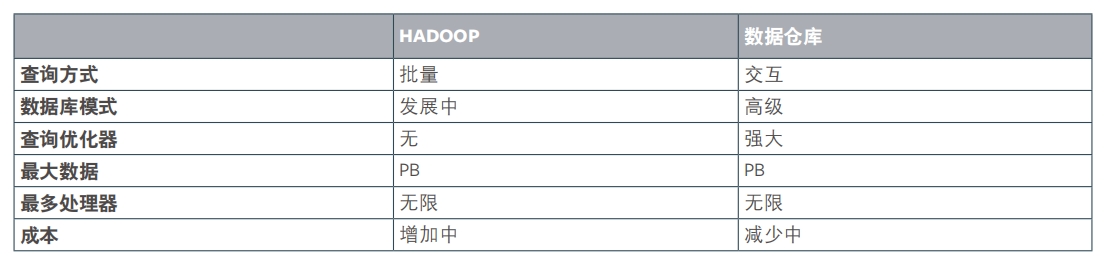 HADOOP 数据仓库
查询方式 批量 交互
数据库模式 发展中 高级
查询优化器 无 强大
最大数据 PB PB
最多处理器 无限 无限
成本 增加中 减少中